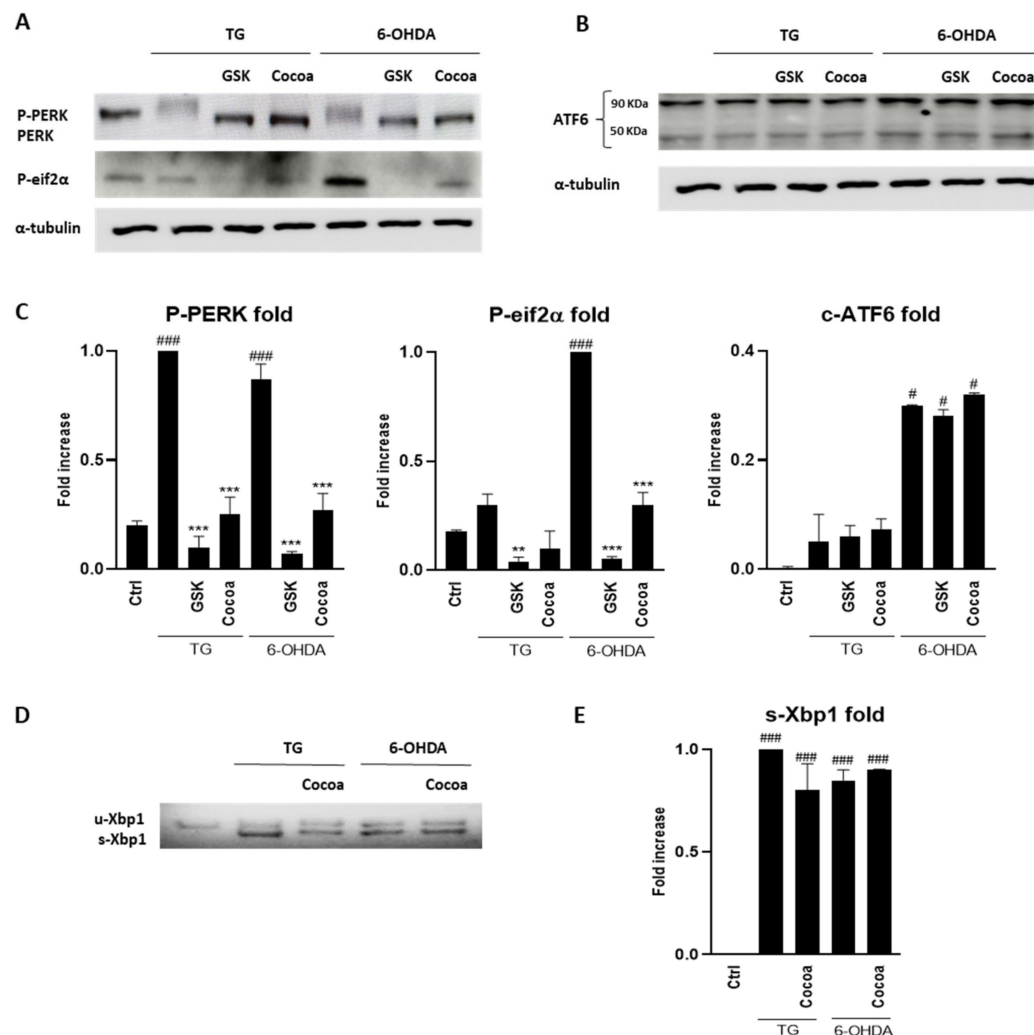 A
TG
6-OHDA
GSK
Cocoa
GSK
Cocoa
P-PERK
PERK
P-eif2α
α-tubulin
B
TG
6-OHDA
GSK
Cocoa
GSK
Cocoa
ATF6
90 KDa
50 KDa
α-tubulin
C
P-PERK fold
Fold increase
1.0
0.5
0.0
###
***
***
###
***
***
Ctrl
GSK
Cocoa
GSK
Cocoa
TG
6-OHDA
P-eif2α fold
Fold increase
1.0
0.5
0.0
**
###
***
***
Ctrl
GSK
Cocoa
GSK
Cocoa
TG
6-OHDA
c-ATF6 fold
Fold increase
0.4
0.2
0.0
#
#
#
Ctrl
GSK
Cocoa
GSK
Cocoa
TG
6-OHDA
D
TG
6-OHDA
Cocoa
Cocoa
u-Xbp1
s-Xbp1
E
s-Xbp1 fold
Fold increase
1.0
0.5
0.0
###
###
###
###
Ctrl
Cocoa
Cocoa
TG
6-OHDA